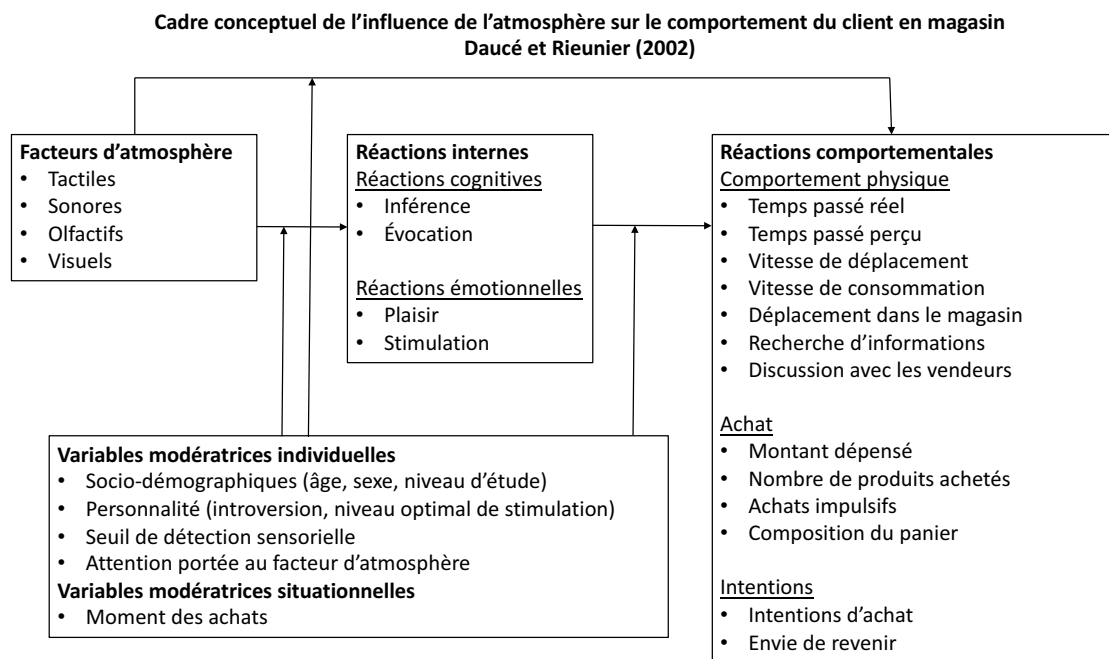 Cadre conceptuel de l’influence de l’atmosphère sur le comportement du client en magasin
Daucé et Rieunier (2002)
Facteurs d’atmosphère
• Tactiles
• Sonores
• Olfactifs
• Visuels
Réactions internes
Réactions cognitives
• Inférence
• Évocation
Réactions émotionnelles
• Plaisir
• Stimulation
Réactions comportementales
Comportement physique
• Temps passé réel
• Temps passé perçu
• Vitesse de déplacement
• Vitesse de consommation
• Déplacement dans le magasin
• Recherche d’informations
• Discussion avec les vendeurs
Achat
• Montant dépensé
• Nombre de produits achetés
• Achats impulsifs
• Composition du panier
Intentions
• Intentions d’achat
• Envie de revenir
Variables modératrices individuelles
• Socio-démographiques (âge, sexe, niveau d’étude)
• Personnalité (introversion, niveau optimal de stimulation)
• Seuil de détection sensorielle
• Attention portée au facteur d’atmosphère
Variables modératrices situationnelles
• Moment des achats